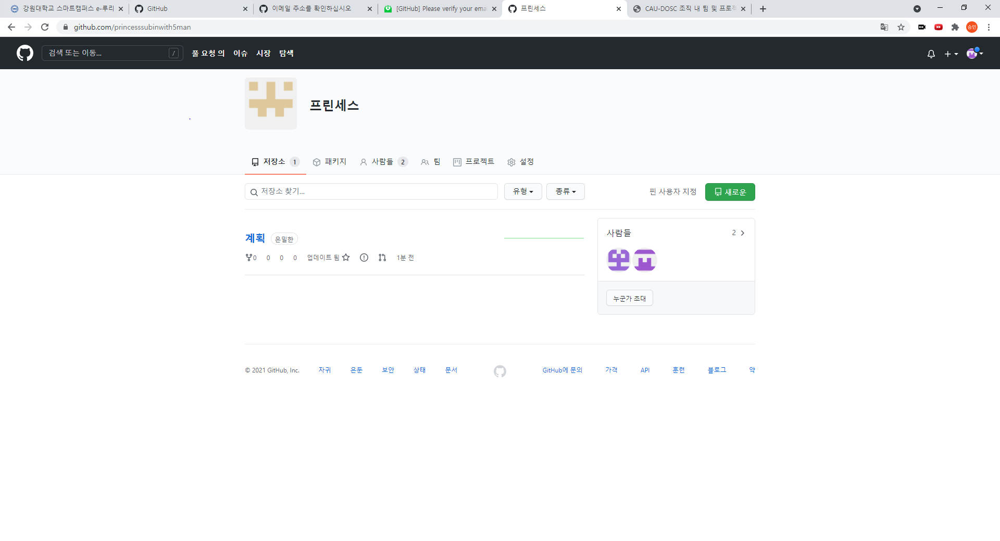 강원대학교 스마트캠퍼스 e-루리
GitHub
이메일 주소를 확인하십시오
[GitHub] Please verify your ema
프린세스
CAU-DOSC 조직 내 팀 및 프로젝
github.com/princesssubinwith5man
승민
검색 또는 이동... /
풀 요청 의 이슈 시장 탐색
프린세스
저장소 1 패키지 사람들 2 팀 프로젝트 설정
저장소 찾기... 유형 종류 핀 사용자 지정 새로운
계획 은밀한
0 0 0 0 업데이트 됨 1분 전
사람들 2
누군가 초대
© 2021 GitHub, Inc. 자귀 은둔 보안 상태 문서 GitHub에 문의 가격 API 훈련 블로그 약